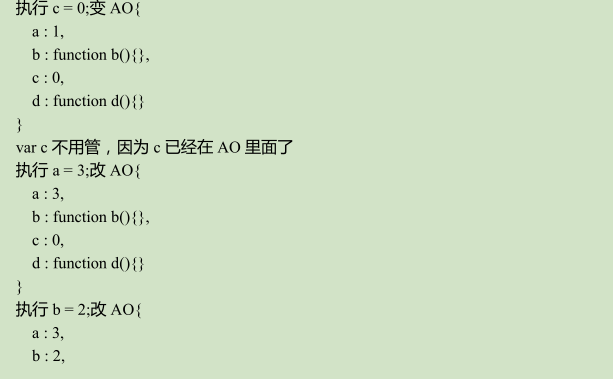 执行 c = 0;变 AO{
a : 1,
b : function b(){},
c : 0,
d : function d(){}
}
var c 不用管，因为 c 已经在 AO 里面了
执行 a = 3;改 AO{
a : 3,
b : function b(){},
c : 0,
d : function d(){}
}
执行 b = 2;改 AO{
a : 3,
b : 2,